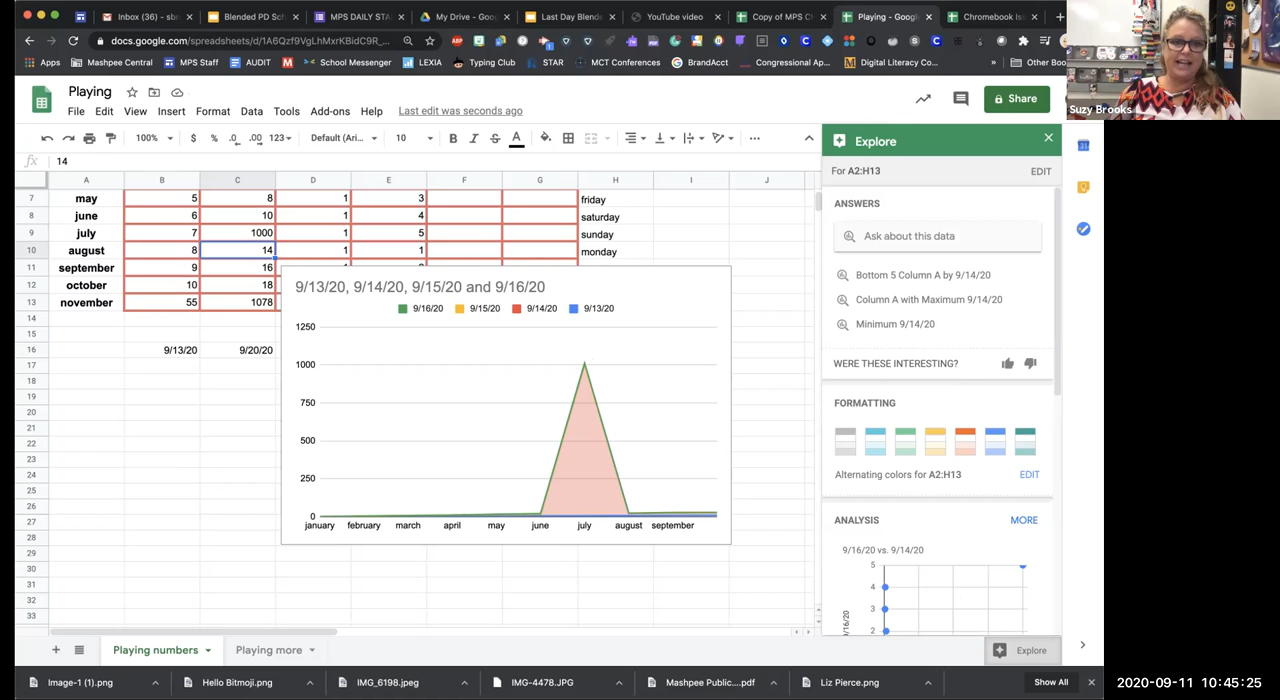 Inbox (36) - sb
Blended PD Sc
MPS DAILY STA
My Drive - Goo
Last Day Blend
YouTube video
Copy of MPS C
Playing - Google
Chromebook Is
docs.google.com/spreadsheets/d/1A6Qzf9VgLhMxrKBidC9R_...
Apps Mashpee Central MPS Staff AUDIT School Messenger LEXIA Typing Club STAR MCT Conferences BrandAcct Congressional Ap... Digital Literacy Co... » Other Boo
Suzy Brooks
Playing
File Edit View Insert Format Data Tools Add-ons Help Last edit was seconds ago
Share
100% $ % .0 .00 123 Default (Ari... 10 B I S A
fx 14
A B C D E F G H I J
7 may 5 8 1 3 friday
8 june 6 10 1 4 saturday
9 july 7 1000 1 5 sunday
10 august 8 14 1 1 monday
11 september 9 16
12 october 10 18
13 november 55 1078
14
15
16 9/13/20 9/20/20
17
18
19
20
21
22
23
24
25
26
27
28
29
30
31
32
33
9/13/20, 9/14/20, 9/15/20 and 9/16/20
9/16/20 9/15/20 9/14/20 9/13/20
1250
1000
750
500
250
0
january february march april may june july august september
Explore
For A2:H13 EDIT
ANSWERS
Ask about this data
Bottom 5 Column A by 9/14/20
Column A with Maximum 9/14/20
Minimum 9/14/20
WERE THESE INTERESTING?
FORMATTING
Alternating colors for A2:H13 EDIT
ANALYSIS MORE
9/16/20 vs. 9/14/20
5
4
3
2
/16/20
Playing numbers Playing more
Explore
Image-1 (1).png Hello Bitmoji.png IMG_6198.jpeg IMG-4478.JPG Mashpee Public....pdf Liz Pierce.png Show All
2020-09-11 10:45:25